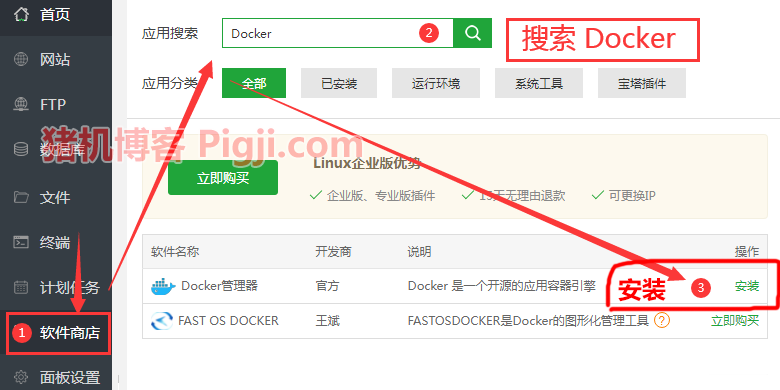 首页
网站
FTP
数据库
文件
终端
计划任务
1 软件商店
面板设置
应用搜索 Docker 2
搜索 Docker
应用分类 全部 已安装 运行环境 系统工具 宝塔插件
猪机博客 Pigji.com
Linux企业版优势
立即购买
企业版、专业版插件 15天无理由退款 可更换IP
软件名称 开发商 说明 操作
Docker管理器 官方 Docker 是一个开源的应用容器引擎 安装 3 安装
FAST OS DOCKER 王斌 FASTOSDOCKER是Docker的图形化管理工具 ? 立即购买